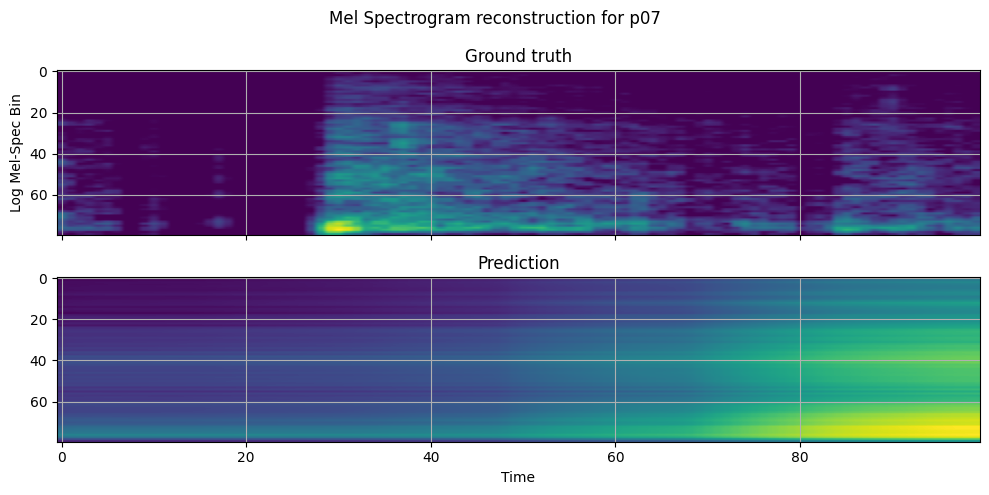 Mel Spectrogram reconstruction for p07
Ground truth
Log Mel-Spec Bin
0
20
40
60
Prediction
0
20
40
60
0 20 40 60 80
Time